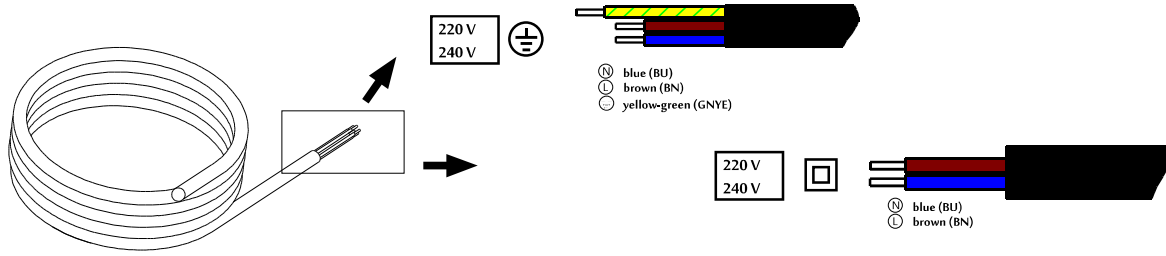 220 V
240 V
N blue (BU)
L brown (BN)
yellow-green (GNYE)
220 V
240 V
N blue (BU)
L brown (BN)